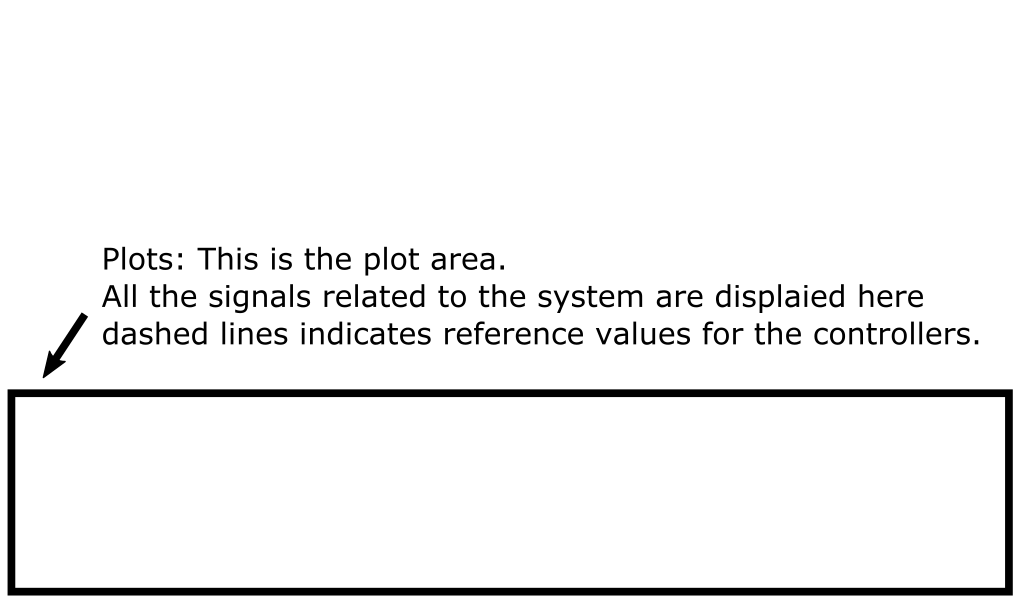 Plots: This is the plot area.
All the signals related to the system are displaied here
dashed lines indicates reference values for the controllers.